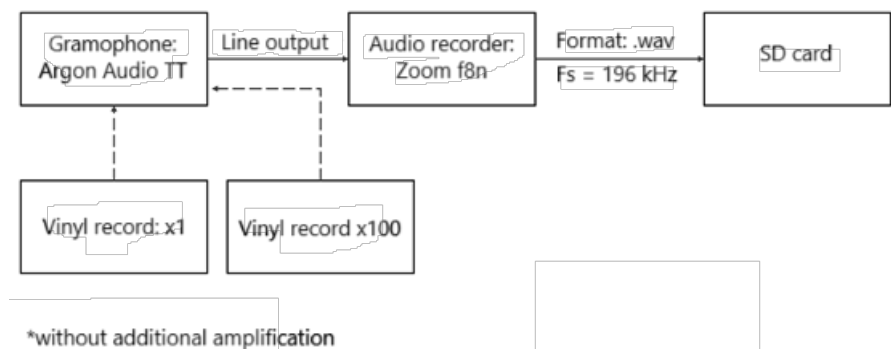 Gramophone:
Argon Audio TT
Line output
Audio recorder:
Zoom f8n
Format: .wav
Fs = 196 kHz
SD card
Vinyl record: x1
Vinyl record x100
*without additional amplification